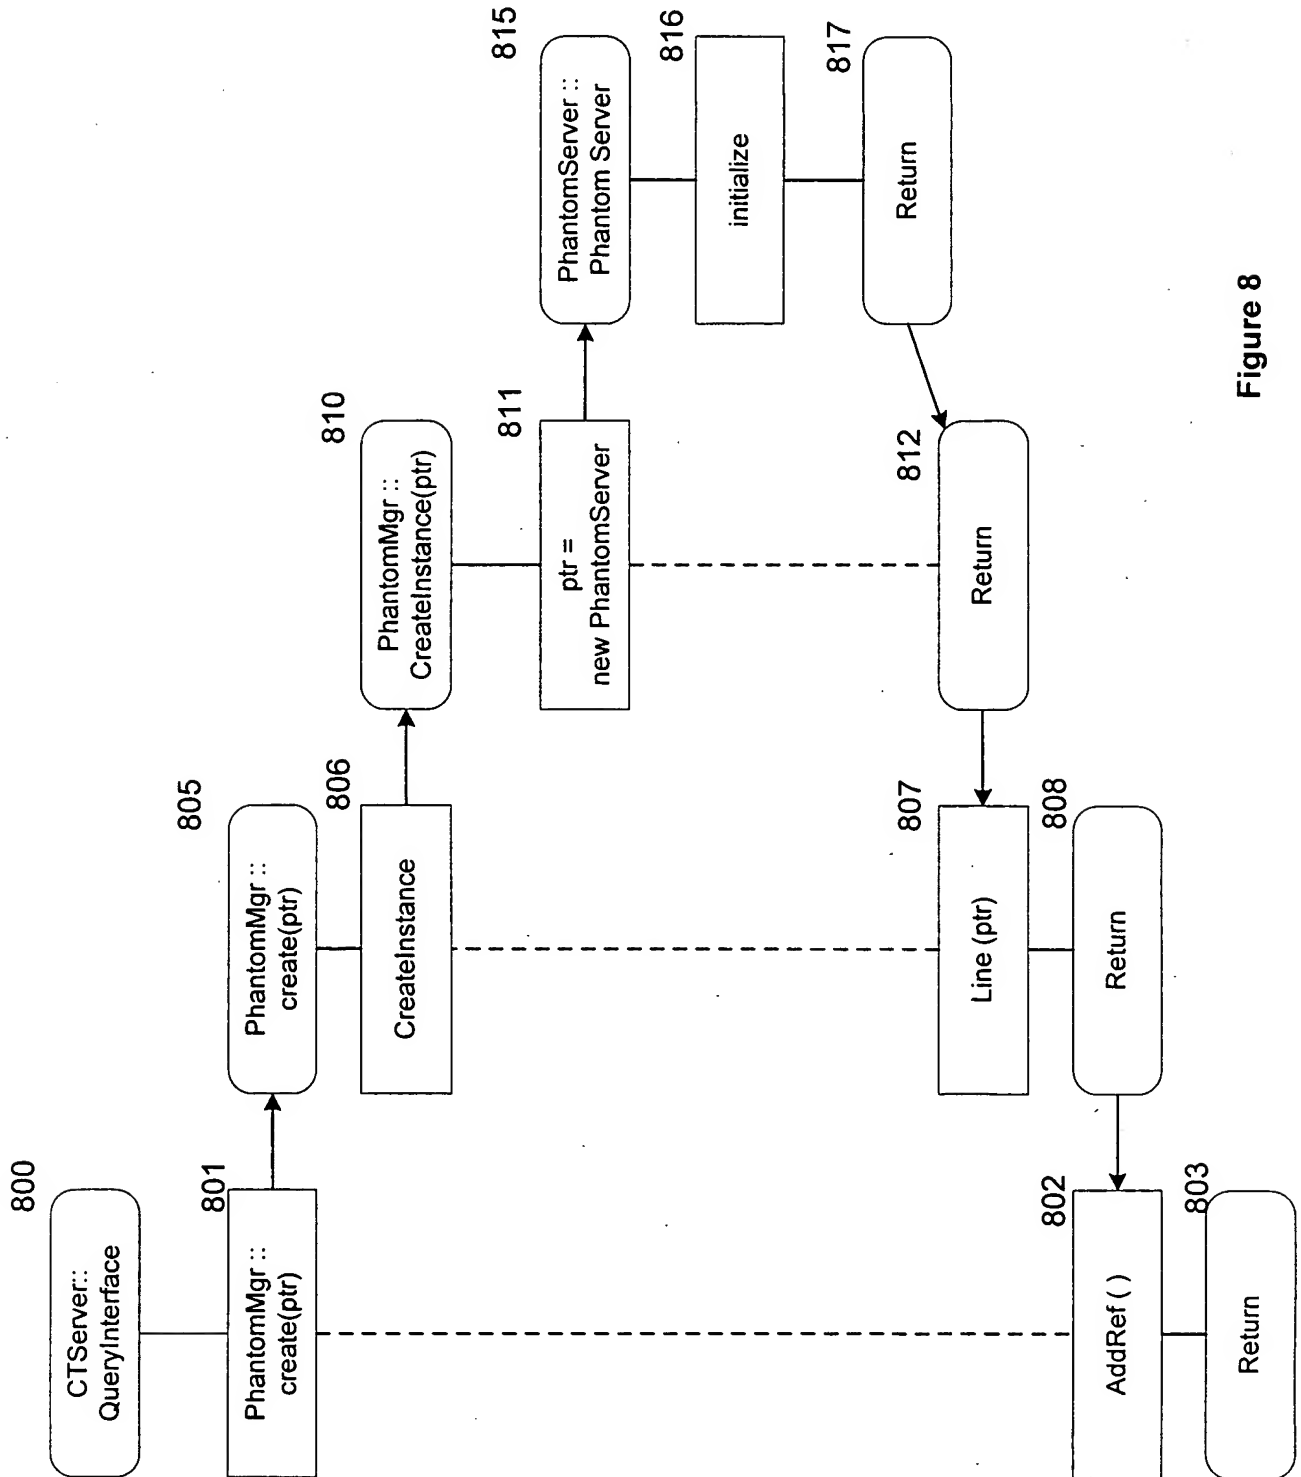 800
CTServer::
QueryInterface
801
PhantomMgr ::
create(ptr)
805
PhantomMgr ::
create(ptr)
806
CreateInstance
810
PhantomMgr ::
CreateInstance(ptr)
811
ptr =
new PhantomServer
815
PhantomServer ::
Phantom Server
816
initialize
817
Return
812
Return
807
Line (ptr)
808
Return
802
AddRef ( )
803
Return
Figure 8